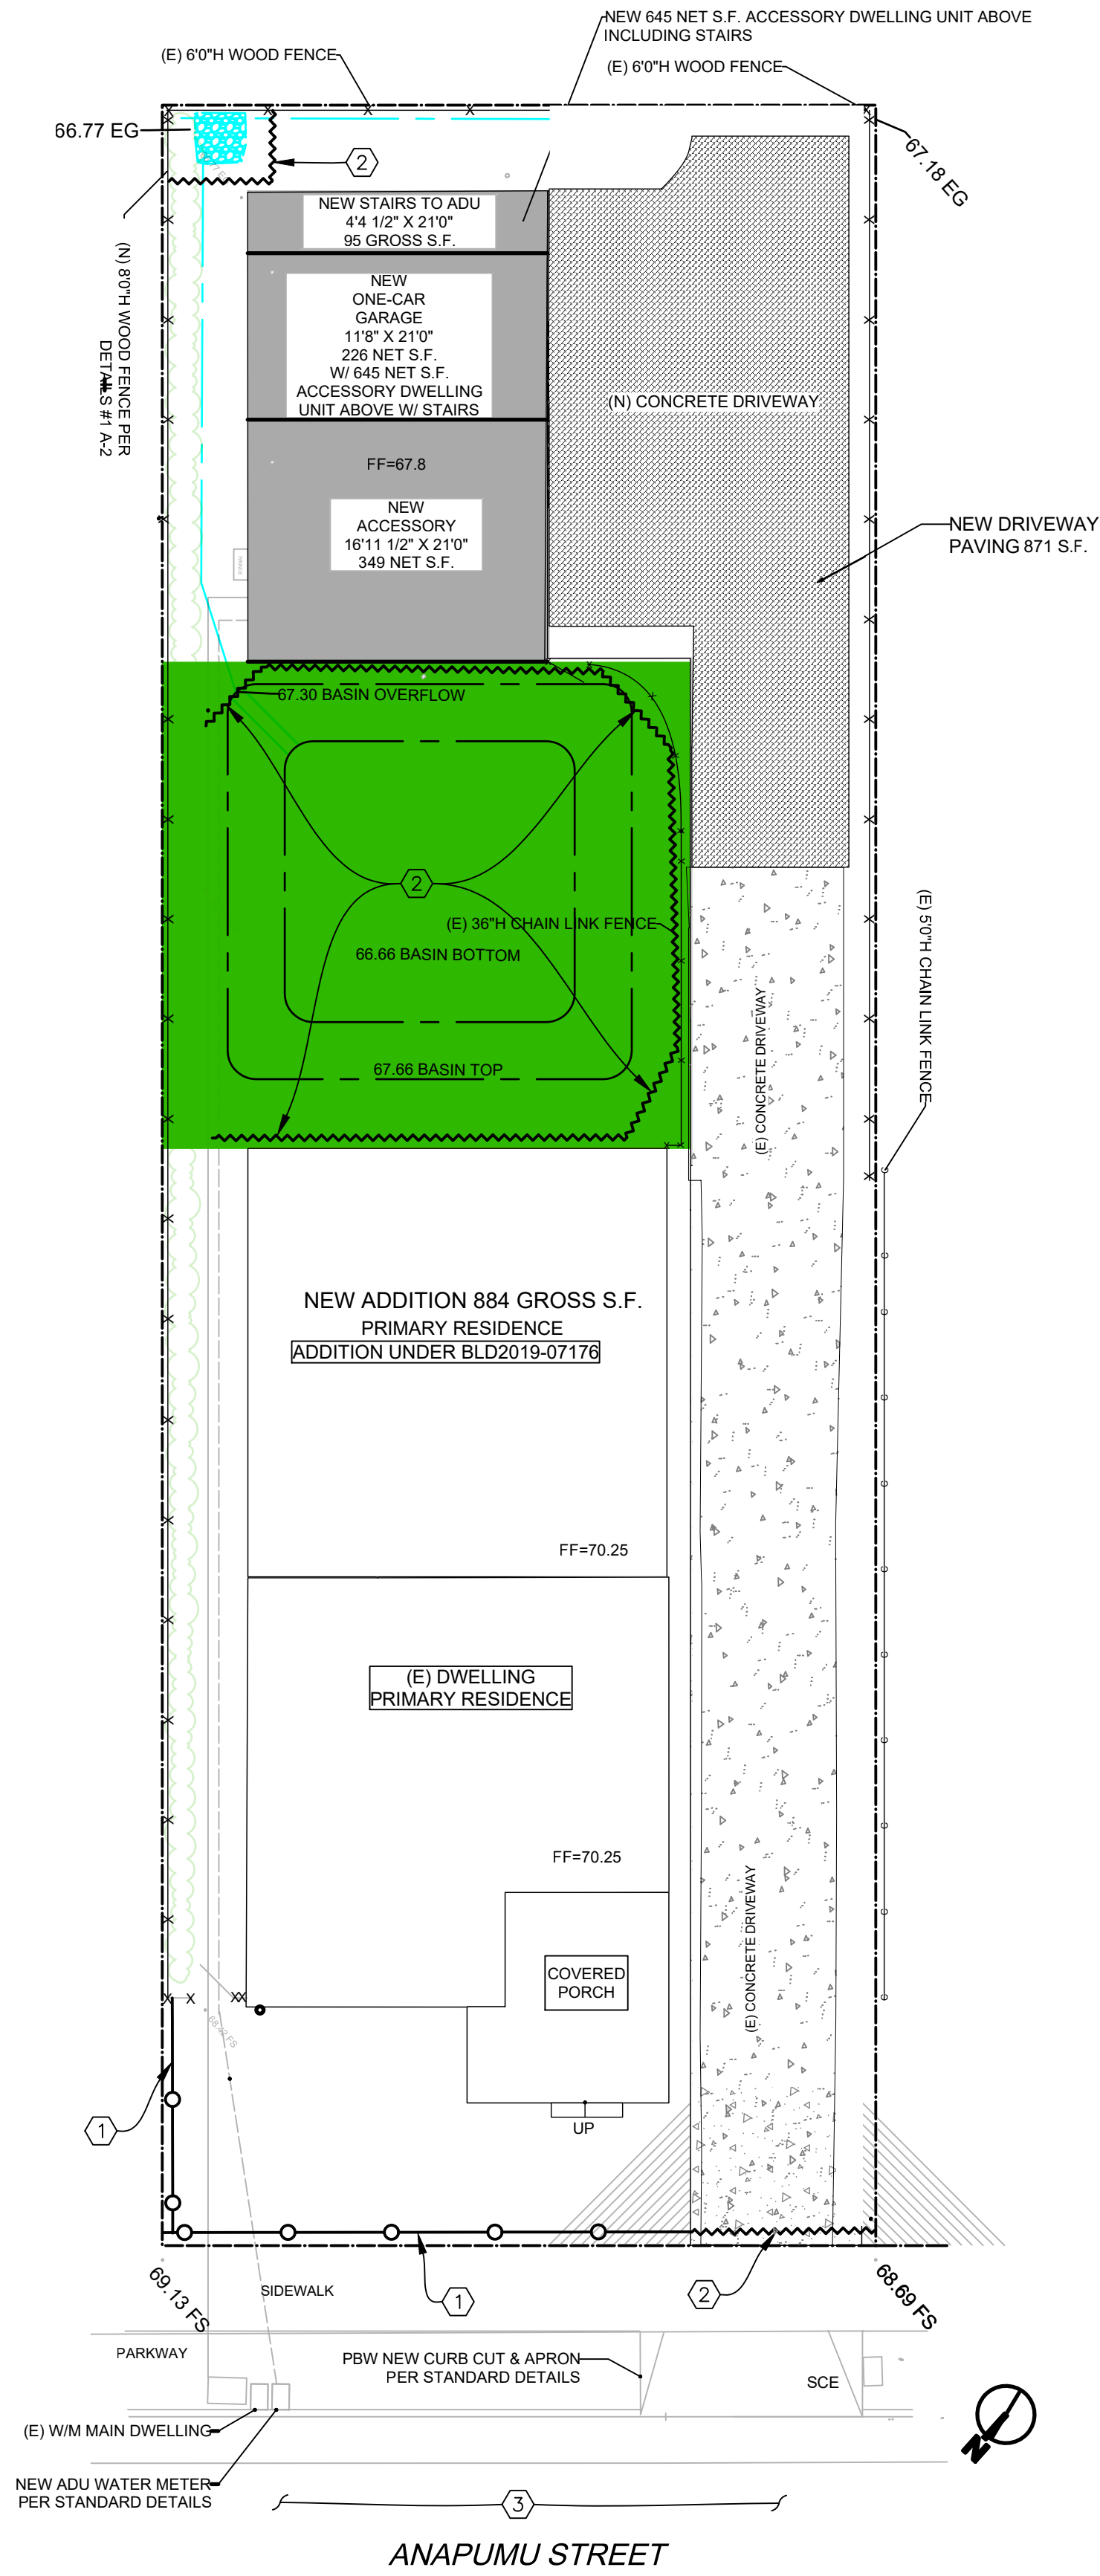 NEW 645 NET S.F. ACCESSORY DWELLING UNIT ABOVE
INCLUDING STAIRS
(E) 6'0"H WOOD FENCE
(E) 6'0"H WOOD FENCE
66.77 EG
67.18 EG
2
NEW STAIRS TO ADU
4'4 1/2" X 21'0"
95 GROSS S.F.
(N) 8'0"H WOOD FENCE PER
DETAILS #1 A-2
NEW
ONE-CAR
GARAGE
11'8" X 21'0"
226 NET S.F.
W/ 645 NET S.F.
ACCESSORY DWELLING
UNIT ABOVE W/ STAIRS
(N) CONCRETE DRIVEWAY
FF=67.8
NEW
ACCESSORY
16'11 1/2" X 21'0"
349 NET S.F.
NEW DRIVEWAY
PAVING 871 S.F.
67.30 BASIN OVERFLOW
2
(E) 36"H CHAIN LINK FENCE
66.66 BASIN BOTTOM
67.66 BASIN TOP
(E) CONCRETE DRIVEWAY
(E) 5'0"H CHAIN LINK FENCE
NEW ADDITION 884 GROSS S.F.
PRIMARY RESIDENCE
ADDITION UNDER BLD2019-07176
FF=70.25
(E) DWELLING
PRIMARY RESIDENCE
FF=70.25
COVERED
PORCH
(E) CONCRETE DRIVEWAY
68.42 FS
UP
1
69.13 FS
SIDEWALK
1
2
68.69 FS
PARKWAY
PBW NEW CURB CUT & APRON
PER STANDARD DETAILS
SCE
(E) W/M MAIN DWELLING
N
NEW ADU WATER METER
PER STANDARD DETAILS
3
ANAPUMU STREET